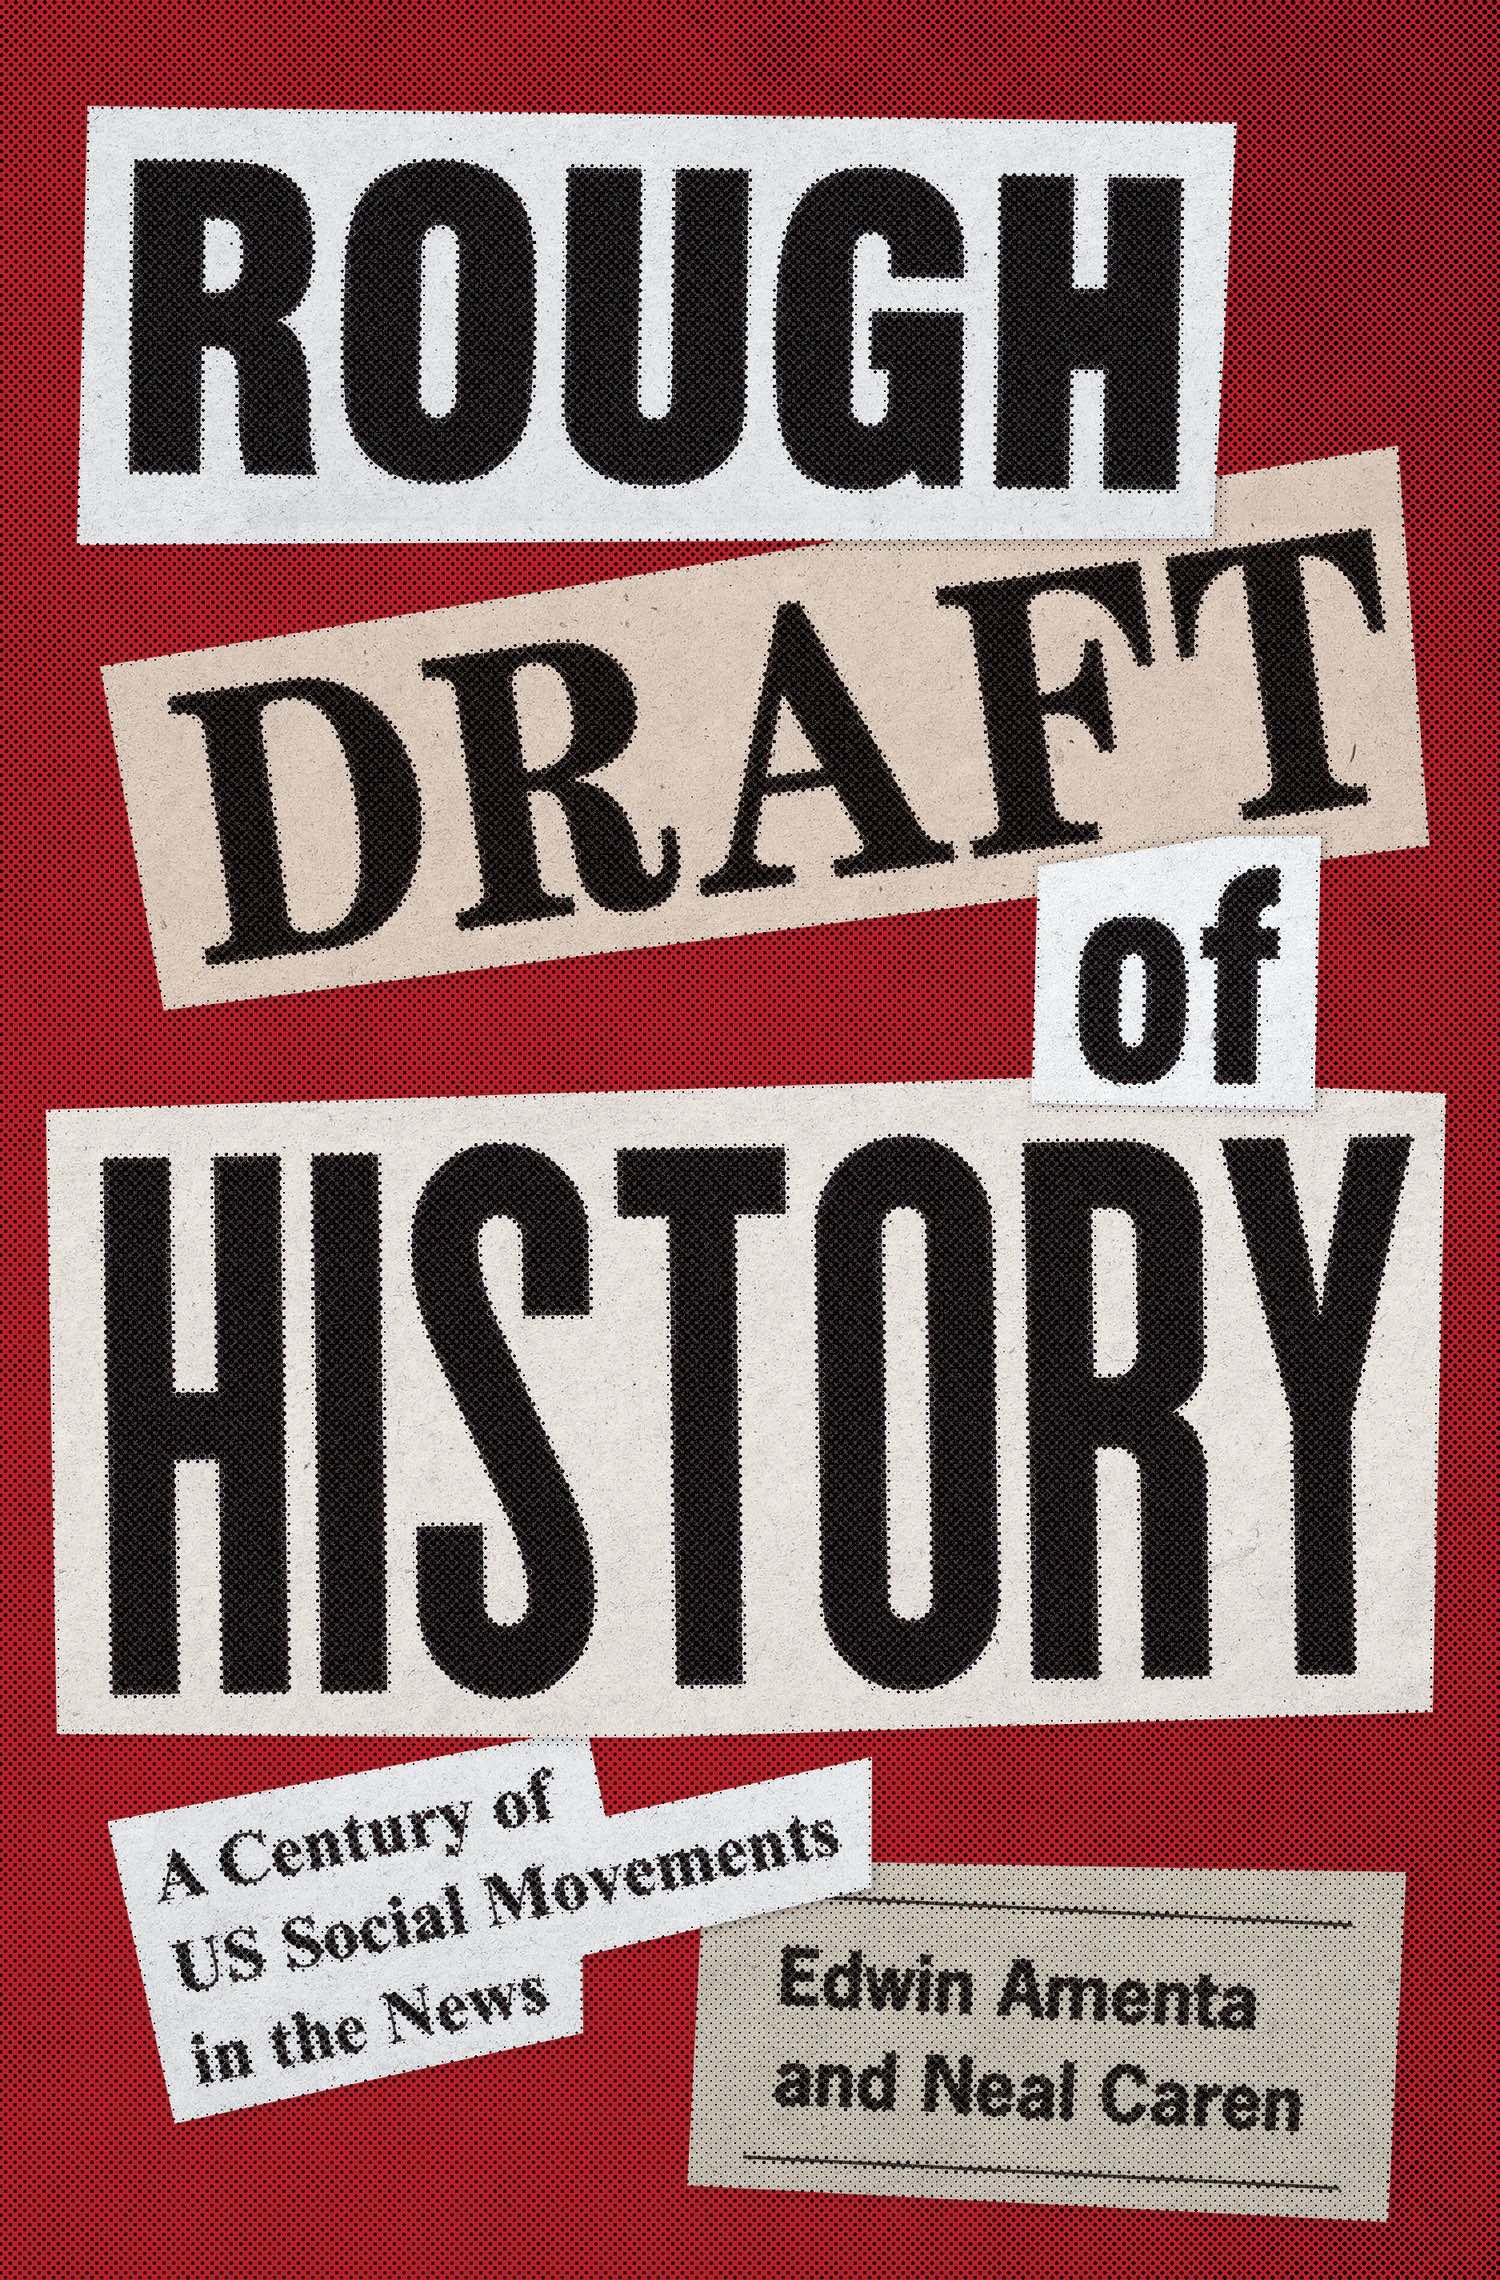 ROUGH
DRAFT
of
HISTORY
A Century of
US Social Movements
in the News
Edwin Amenta
and Neal Caren